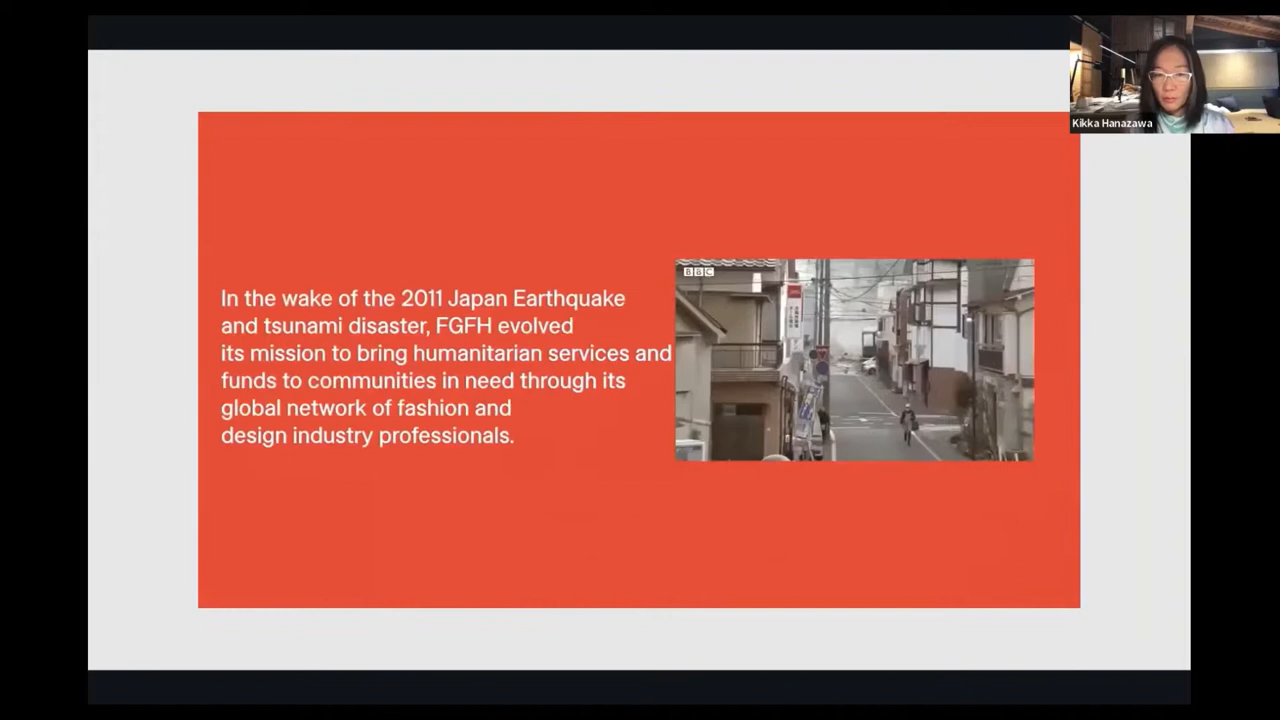 Kikka Hanazawa
BBC
In the wake of the 2011 Japan Earthquake
and tsunami disaster, FGFH evolved
its mission to bring humanitarian services and
funds to communities in need through its
global network of fashion and
design industry professionals.